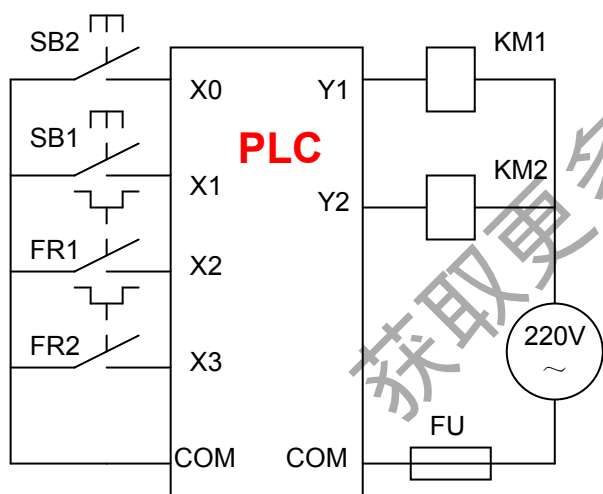 SB2
KM1
X0
Y1
SB1
PLC
KM2
X1
Y2
FR1
X2
FR2
X3
220V
~
FU
COM
COM
获取更多